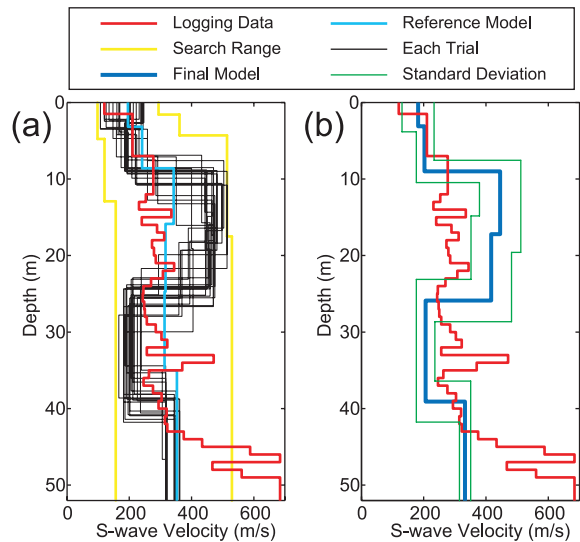 Logging Data
Reference Model
Search Range
Each Trial
Final Model
Standard Deviation
(a)
0
10
20
30
40
50
Depth (m)
0
200
400
600
S-wave Velocity (m/s)
(b)
0
10
20
30
40
50
Depth (m)
0
200
400
600
S-wave Velocity (m/s)